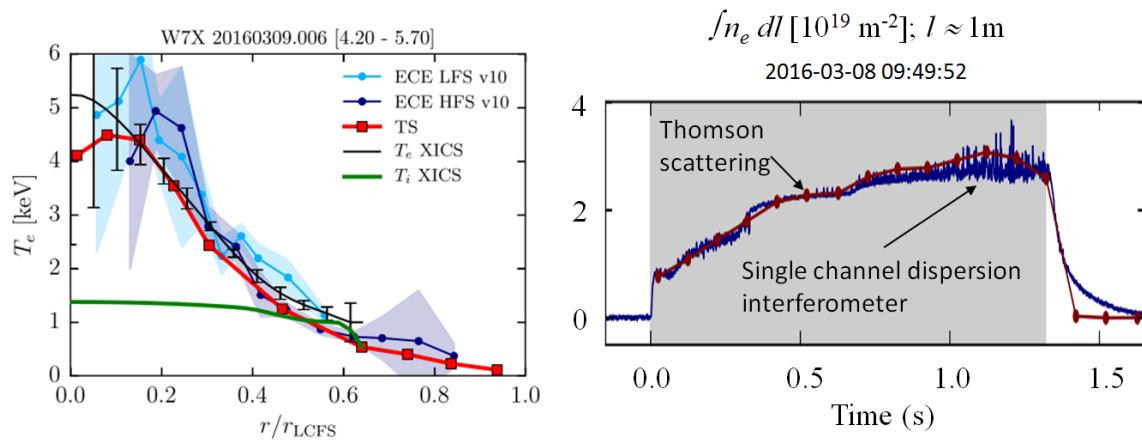 W7X 20160309.006 [4.20 - 5.70]
6
5
4
3
2
1
0
T_e [keV]
ECE LFS v10
ECE HFS v10
TS
T_e XICS
T_i XICS
0.0 0.2 0.4 0.6 0.8 1.0
r/r_LCFS
∫n_e dl [10^19 m^-2]; l ≈ 1m
2016-03-08 09:49:52
4
2
0
Thomson
scattering
Single channel dispersion
interferometer
0.0 0.5 1.0 1.5
Time (s)